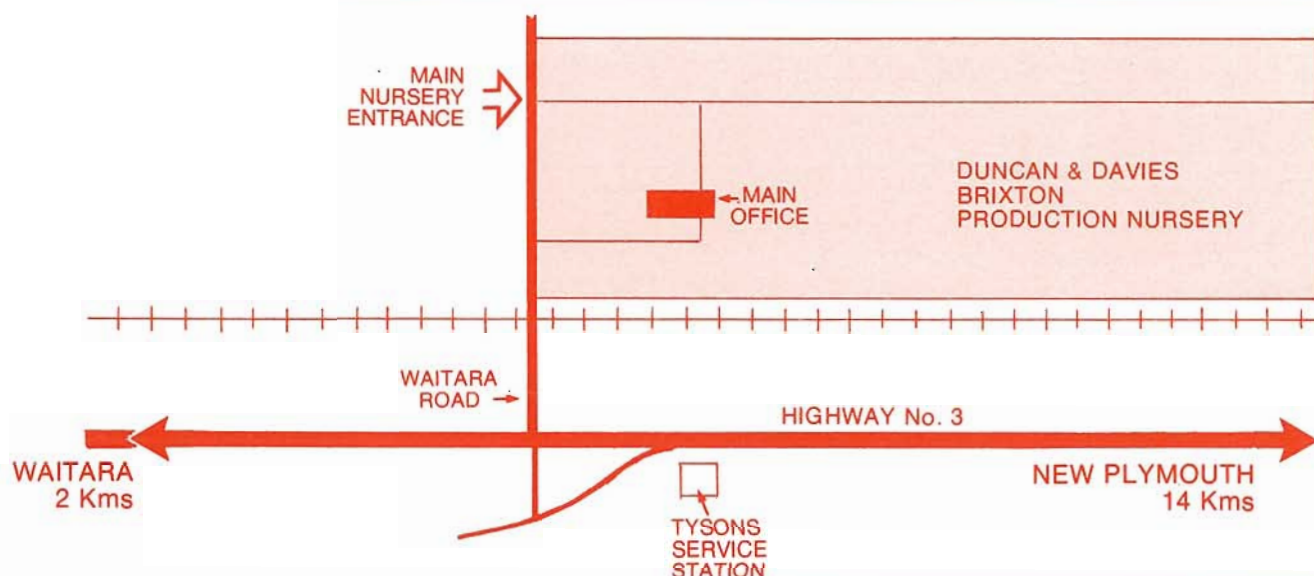 MAIN
NURSERY
ENTRANCE
MAIN
OFFICE
DUNCAN & DAVIES
BRIXTON
PRODUCTION NURSERY
WAITARA
ROAD
HIGHWAY No. 3
WAITARA
2 Kms
NEW PLYMOUTH
14 Kms
TYSONS
SERVICE
STATION